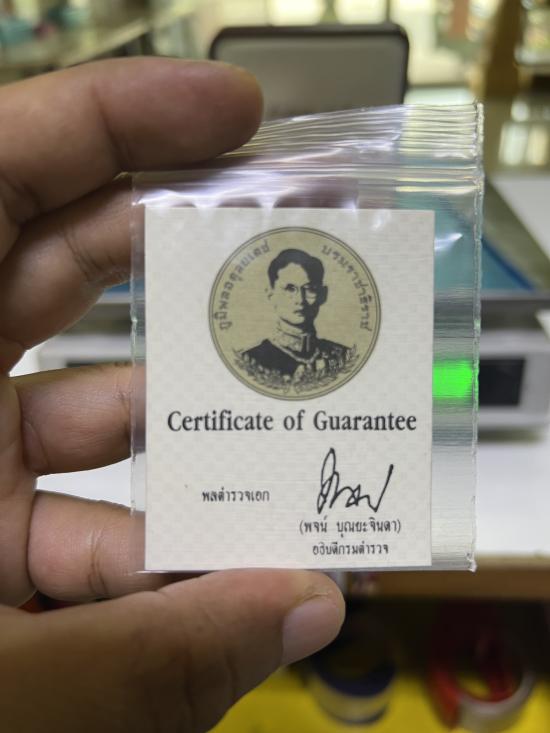 ภูมิพลอดุลยเดช บรมราชาธิราช
Certificate of Guarantee
พลตำรวจเอก
(พจน์ บุณยะจินดา)
อธิบดีกรมตำรวจ